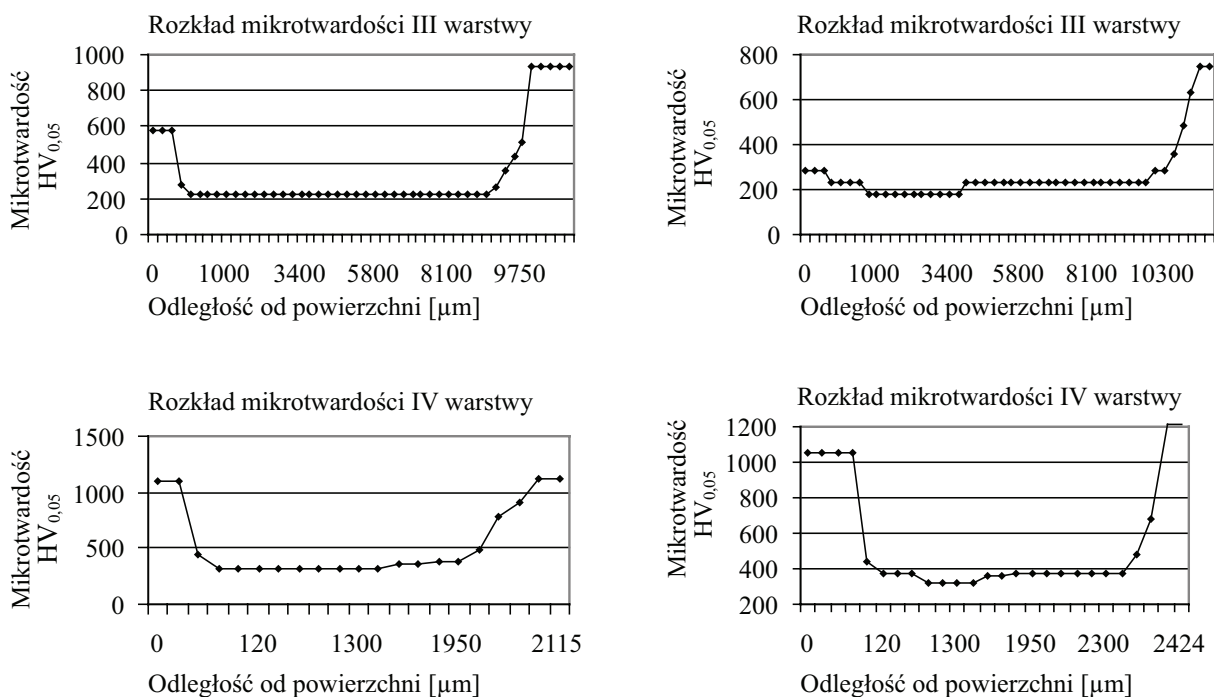 Rozkład mikrotwardości III warstwy
Mikrotwardość
HV0,05
1000
800
600
400
200
0
0 1000 3400 5800 8100 9750
Odległość od powierzchni [µm]
Rozkład mikrotwardości III warstwy
Mikrotwardość
HV0,05
800
600
400
200
0
0 1000 3400 5800 8100 10300
Odległość od powierzchni [µm]
Rozkład mikrotwardości IV warstwy
Mikrotwardość
HV0,05
1500
1000
500
0
0 120 1300 1950 2115
Odległość od powierzchni [µm]
Rozkład mikrotwardości IV warstwy
Mikrotwardość
HV0,05
1200
1000
800
600
400
200
0 120 1300 1950 2300 2424
Odległość od powierzchni [µm]